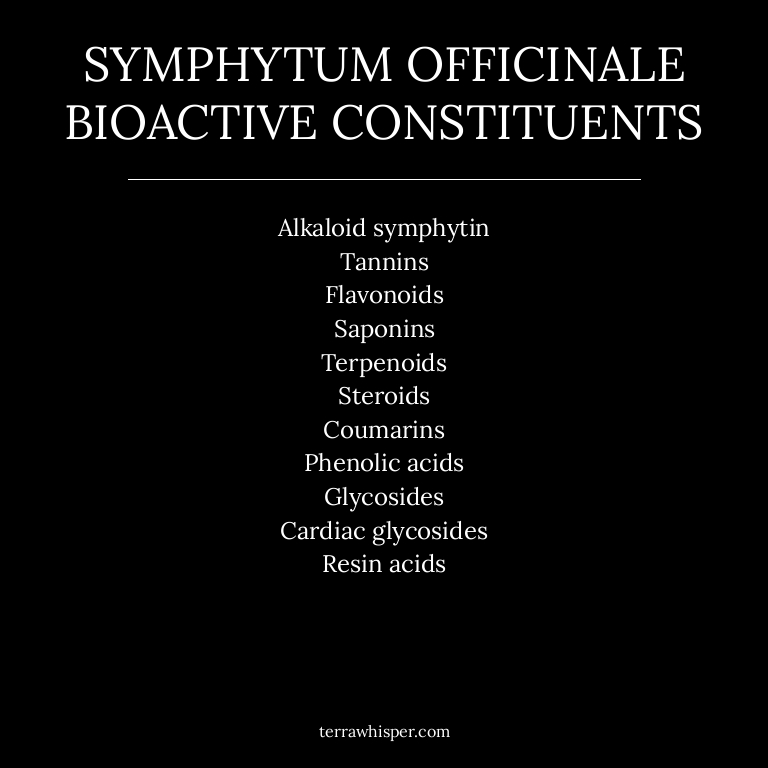 SYMPHYTUM OFFICINALE
BIOACTIVE CONSTITUENTS
Alkaloid symphytin
Tannins
Flavonoids
Saponins
Terpenoids
Steroids
Coumarins
Phenolic acids
Glycosides
Cardiac glycosides
Resin acids
terrawhisper.com